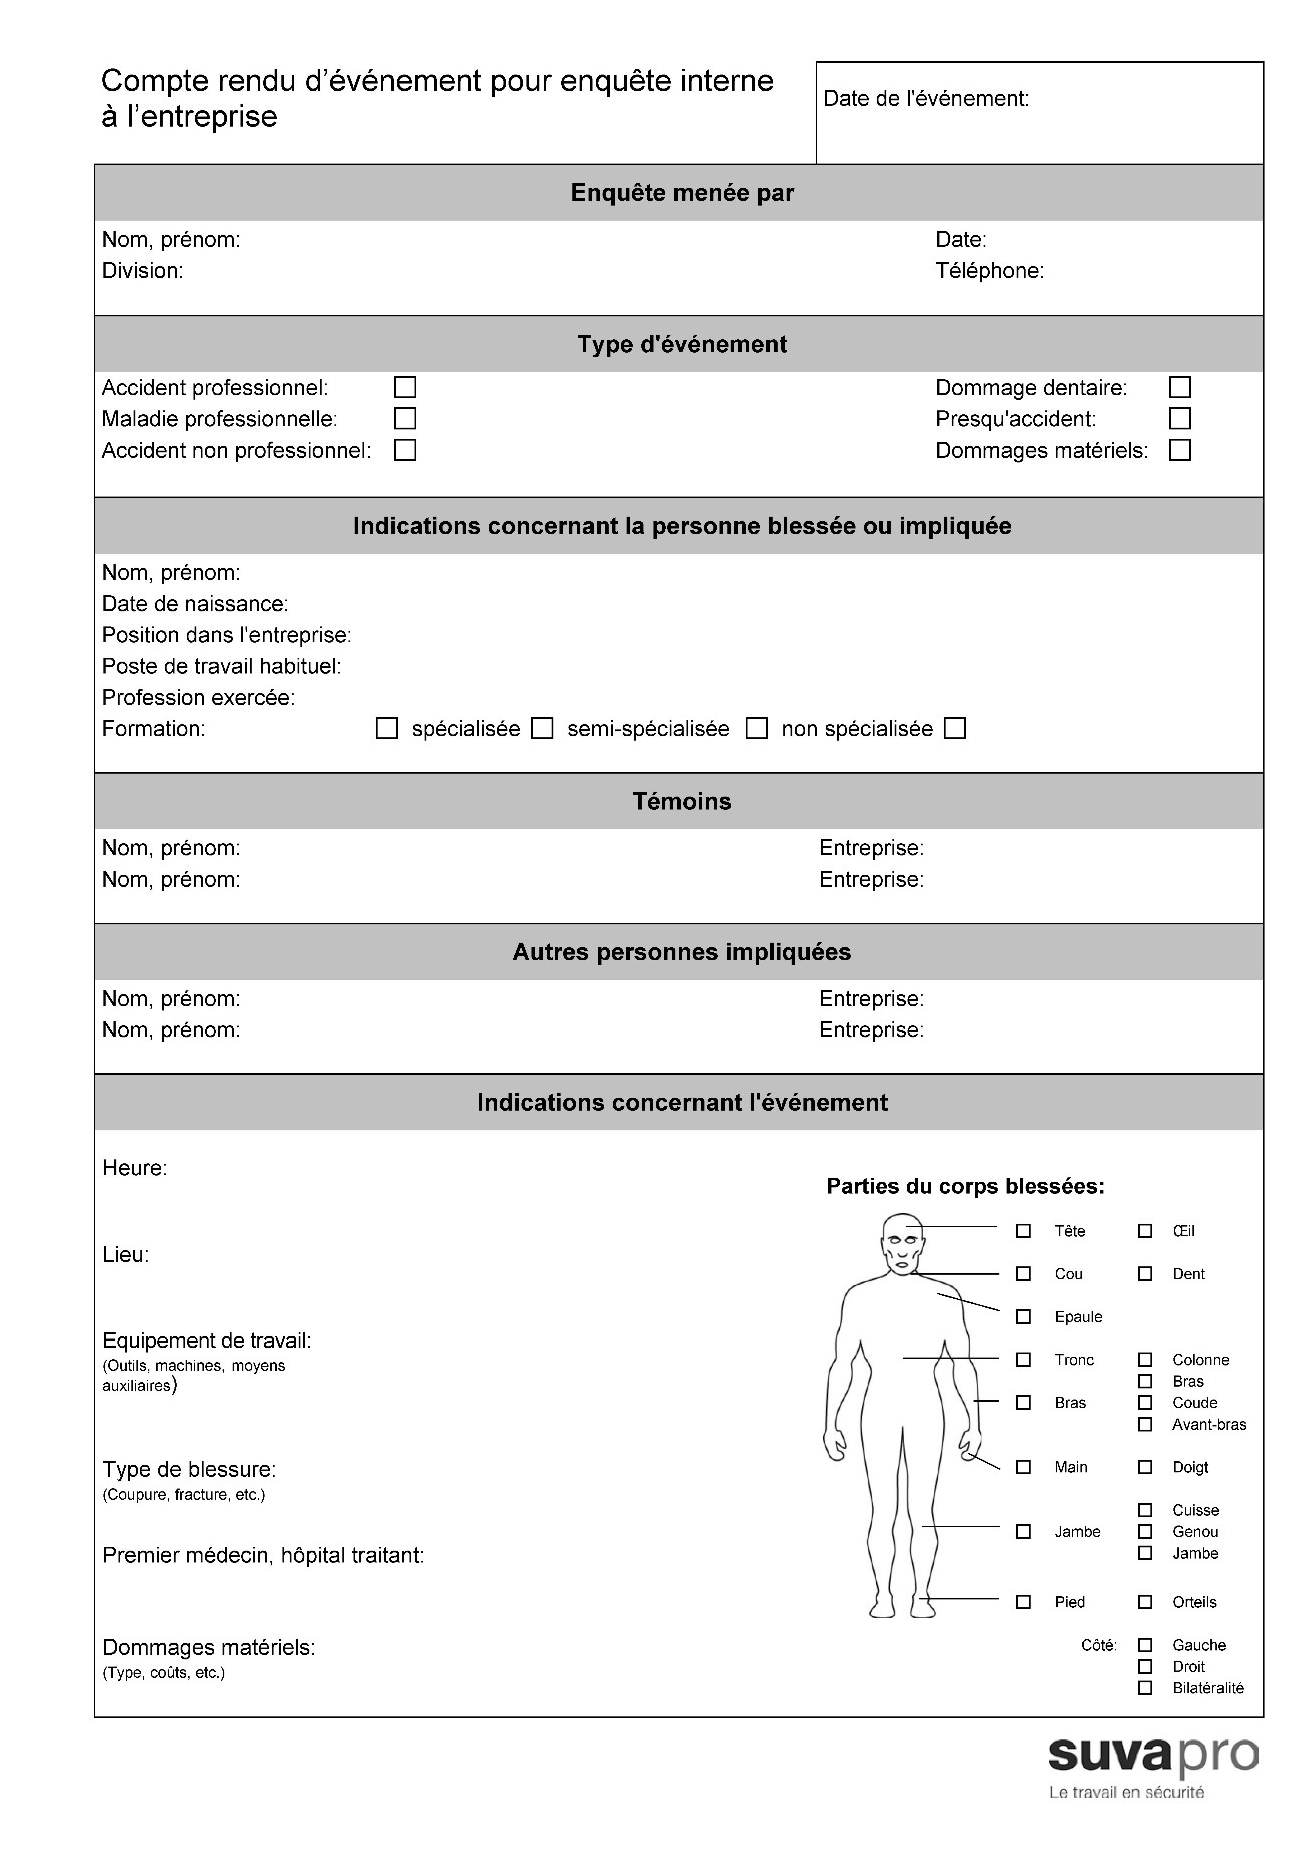 Compte rendu d’événement pour enquête interne
à l’entreprise
Date de l'événement:
Enquête menée par
Nom, prénom: Date:
Division: Téléphone:
Type d'événement
Accident professionnel: ☐ Dommage dentaire: ☐
Maladie professionnelle: ☐ Presqu'accident: ☐
Accident non professionnel: ☐ Dommages matériels: ☐
Indications concernant la personne blessée ou impliquée
Nom, prénom:
Date de naissance:
Position dans l'entreprise:
Poste de travail habituel:
Profession exercée:
Formation: ☐ spécialisée ☐ semi-spécialisée ☐ non spécialisée ☐
Témoins
Nom, prénom: Entreprise:
Nom, prénom: Entreprise:
Autres personnes impliquées
Nom, prénom: Entreprise:
Nom, prénom: Entreprise:
Indications concernant l'événement
Heure:
Lieu:
Equipement de travail:
(Outils, machines, moyens
auxiliaires)
Type de blessure:
(Coupure, fracture, etc.)
Premier médecin, hôpital traitant:
Dommages matériels:
(Type, coûts, etc.)
Parties du corps blessées:
☐ Tête ☐ Œil
☐ Cou ☐ Dent
☐ Epaule
☐ Tronc ☐ Colonne
☐ Bras
☐ Bras ☐ Coude
☐ Avant-bras
☐ Main ☐ Doigt
☐ Cuisse
☐ Jambe ☐ Genou
☐ Jambe
☐ Pied ☐ Orteils
Côté: ☐ Gauche
☐ Droit
☐ Bilatéralité
suvapro
Le travail en sécurité